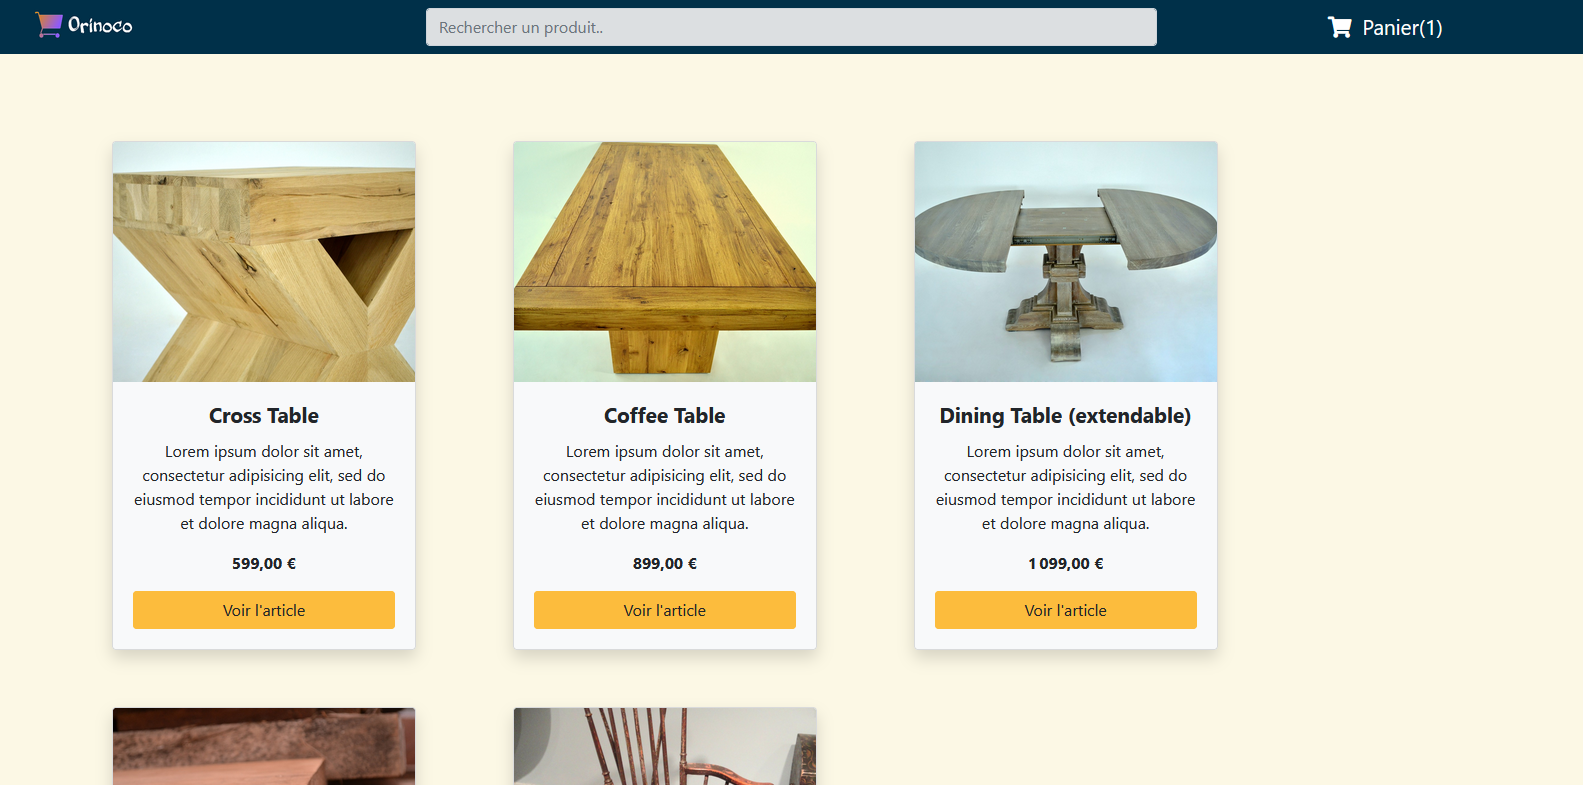 Orinoco
Rechercher un produit..
Panier(1)
Cross Table
Lorem ipsum dolor sit amet,
consectetur adipisicing elit, sed do
eiusmod tempor incididunt ut labore
et dolore magna aliqua.
599,00 €
Voir l'article
Coffee Table
Lorem ipsum dolor sit amet,
consectetur adipisicing elit, sed do
eiusmod tempor incididunt ut labore
et dolore magna aliqua.
899,00 €
Voir l'article
Dining Table (extendable)
Lorem ipsum dolor sit amet,
consectetur adipisicing elit, sed do
eiusmod tempor incididunt ut labore
et dolore magna aliqua.
1 099,00 €
Voir l'article